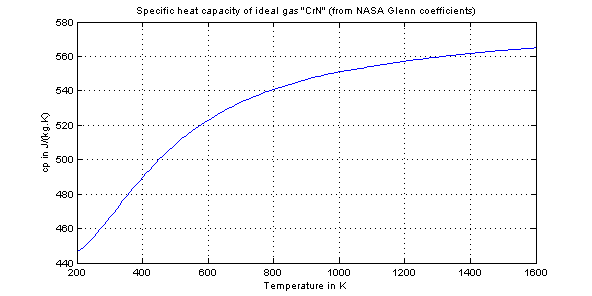 Specific heat capacity of ideal gas "CrN" (from NASA Glenn coefficients)
580
560
540
520
500
480
460
440
cp in J/(kg.K)
200 400 600 800 1000 1200 1400 1600
Temperature in K